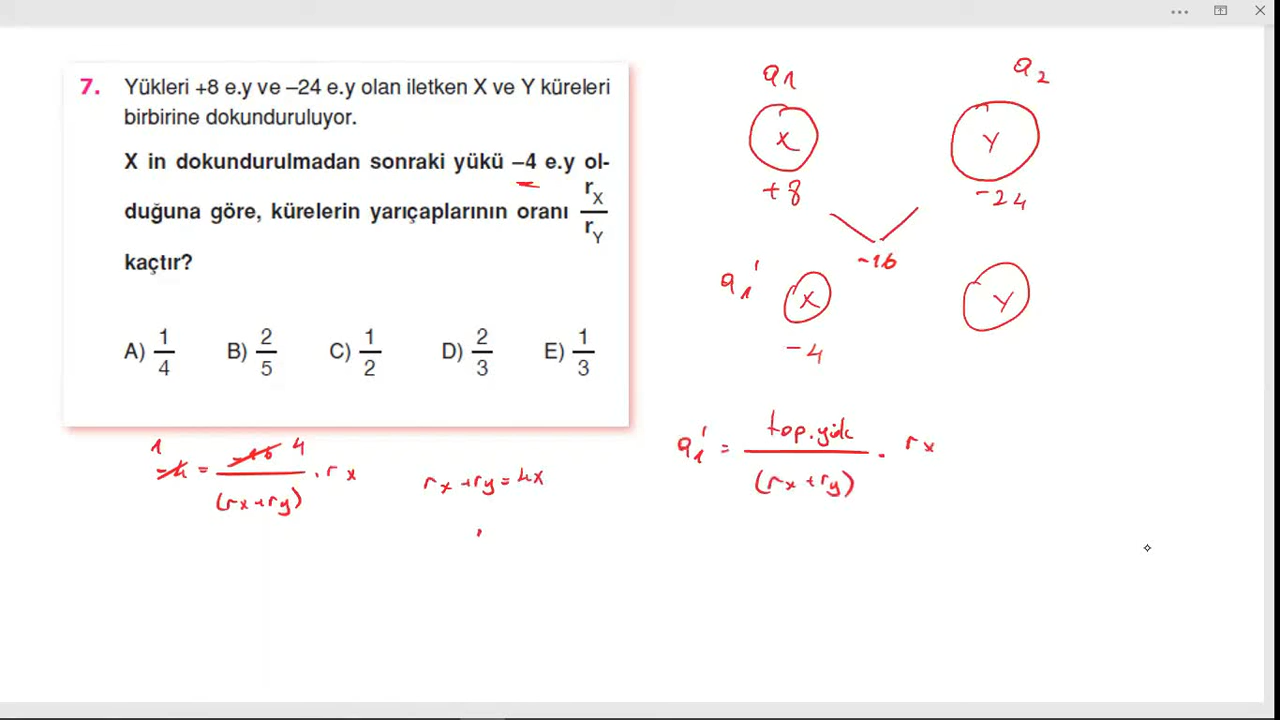 7. Yükleri +8 e.y ve –24 e.y olan iletken X ve Y küreleri
birbirine dokunduruluyor.
X in dokundurulmadan sonraki yükü –4 e.y ol-
duğuna göre, kürelerin yarıçaplarının oranı rX/rY
kaçtır?
A) 1/4 B) 2/5 C) 1/2 D) 2/3 E) 1/3
q1 q2
X Y
+8 -24
-16
q1' X Y
-4
q1' = top.yük/(rx+ry) . rx
1 4
-4 = -16/(rx+ry) . rx
rx+ry=4x